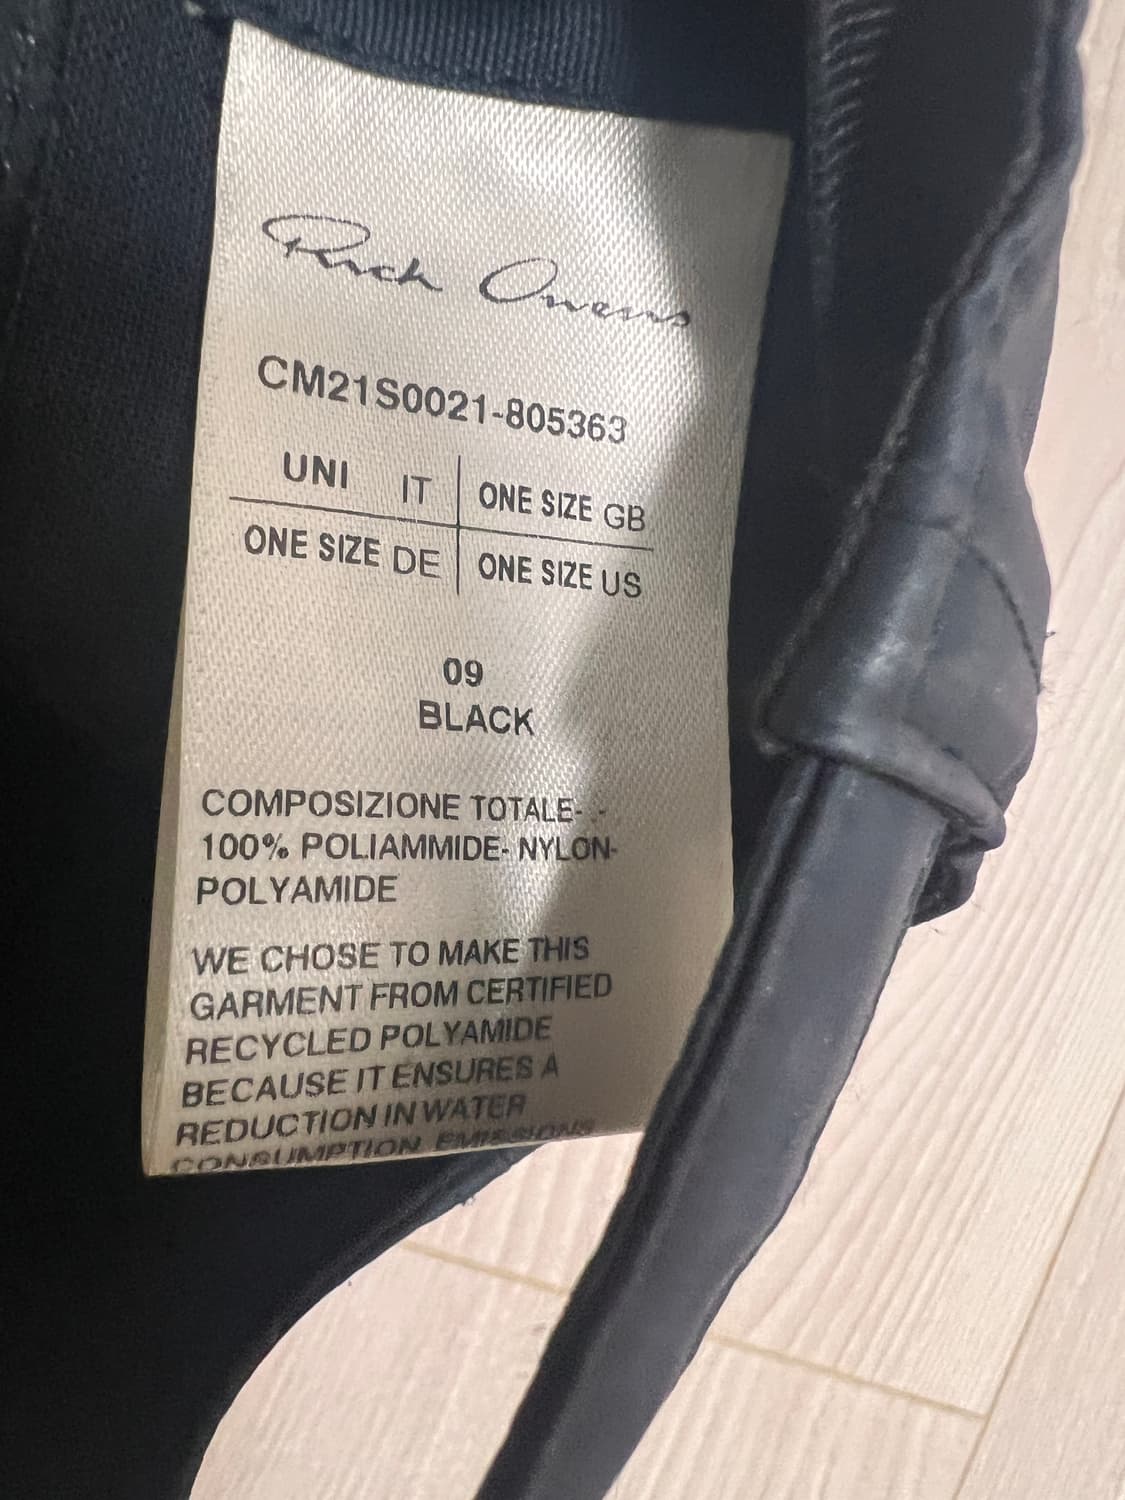 Rick Owens
CM21S0021-805363
UNI IT ONE SIZE GB
ONE SIZE DE ONE SIZE US
09
BLACK
COMPOSIZIONE TOTALE- -
100% POLIAMMIDE- NYLON-
POLYAMIDE
WE CHOSE TO MAKE THIS
GARMENT FROM CERTIFIED
RECYCLED POLYAMIDE
BECAUSE IT ENSURES A
REDUCTION IN WATER
CONSUMPTION EMISSIONS